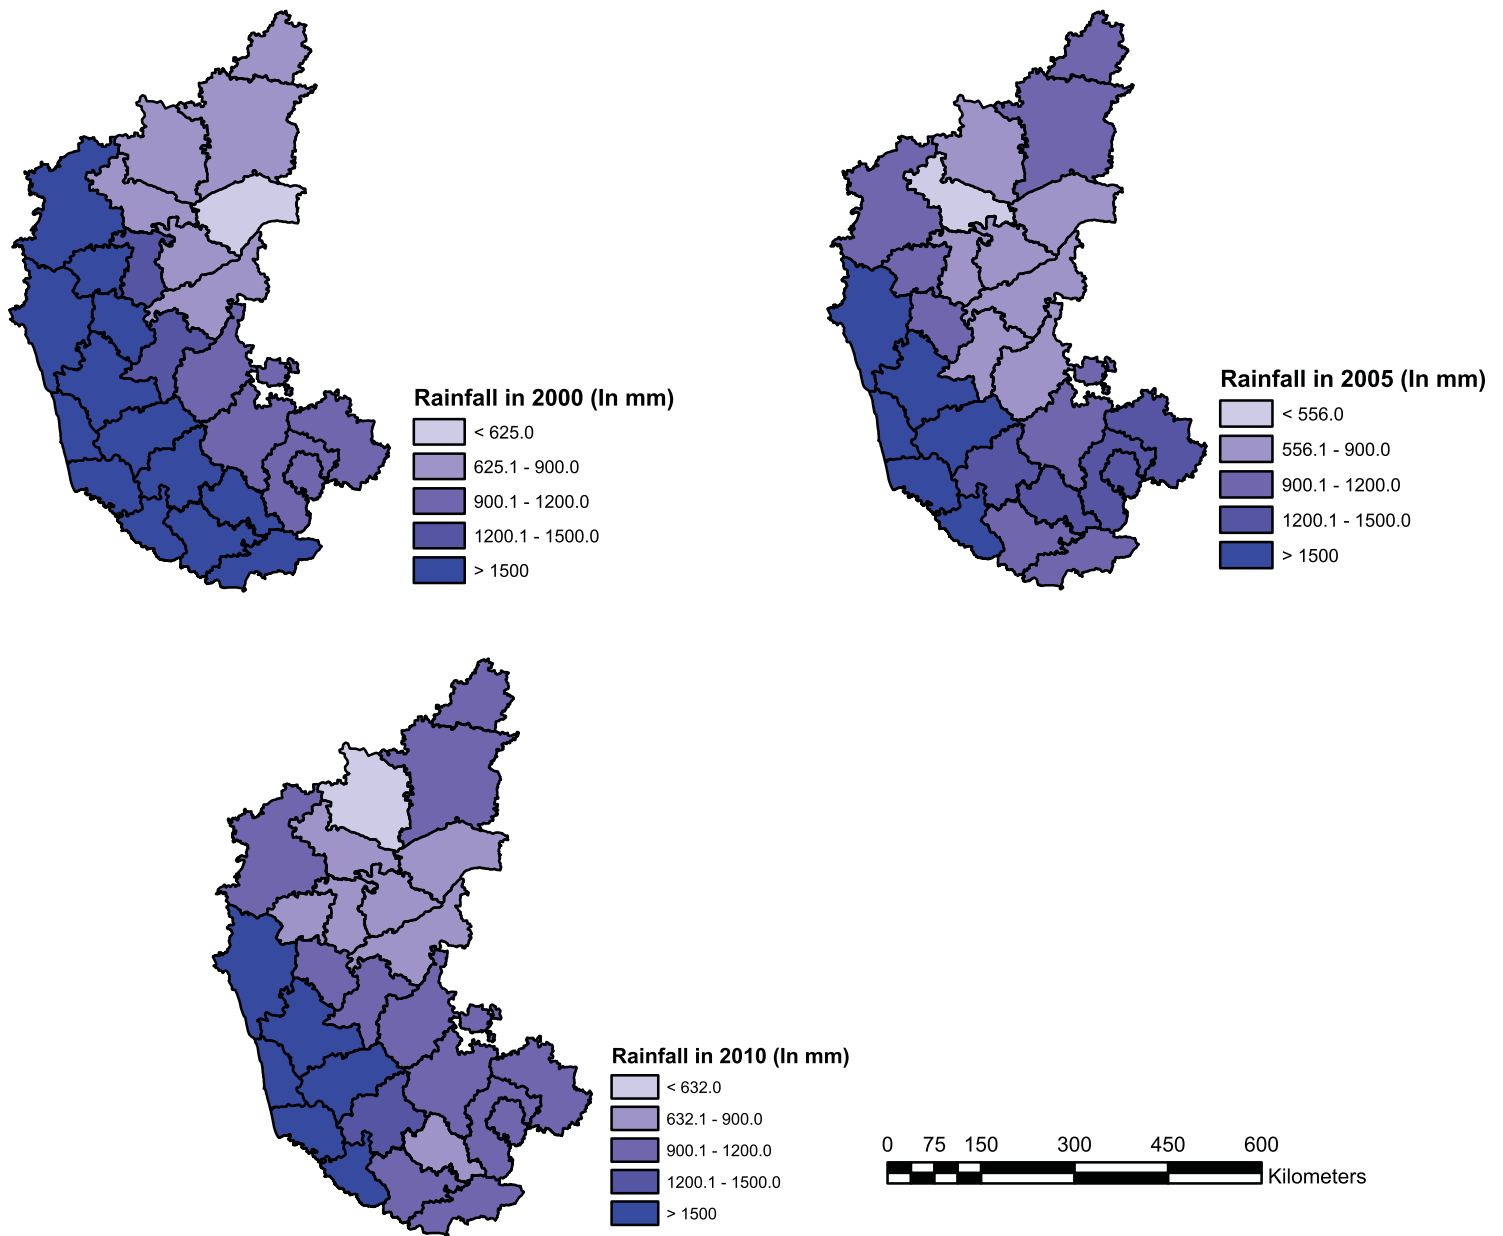 Rainfall in 2000 (In mm)
< 625.0
625.1 - 900.0
900.1 - 1200.0
1200.1 - 1500.0
> 1500
Rainfall in 2005 (In mm)
< 556.0
556.1 - 900.0
900.1 - 1200.0
1200.1 - 1500.0
> 1500
Rainfall in 2010 (In mm)
< 632.0
632.1 - 900.0
900.1 - 1200.0
1200.1 - 1500.0
> 1500
0 75 150 300 450 600
Kilometers